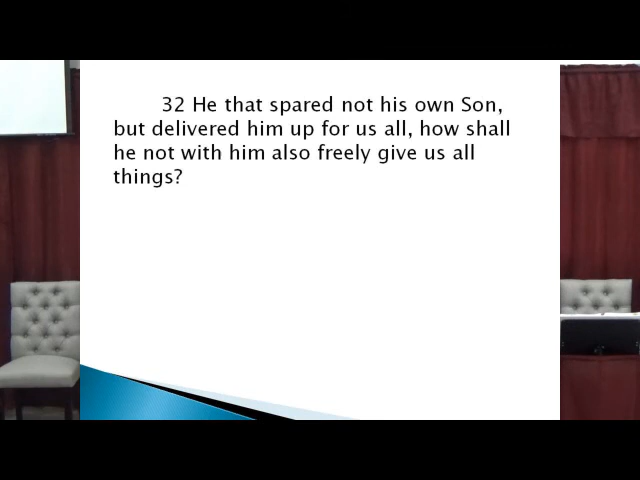 32 He that spared not his own Son,
but delivered him up for us all, how shall
he not with him also freely give us all
things?